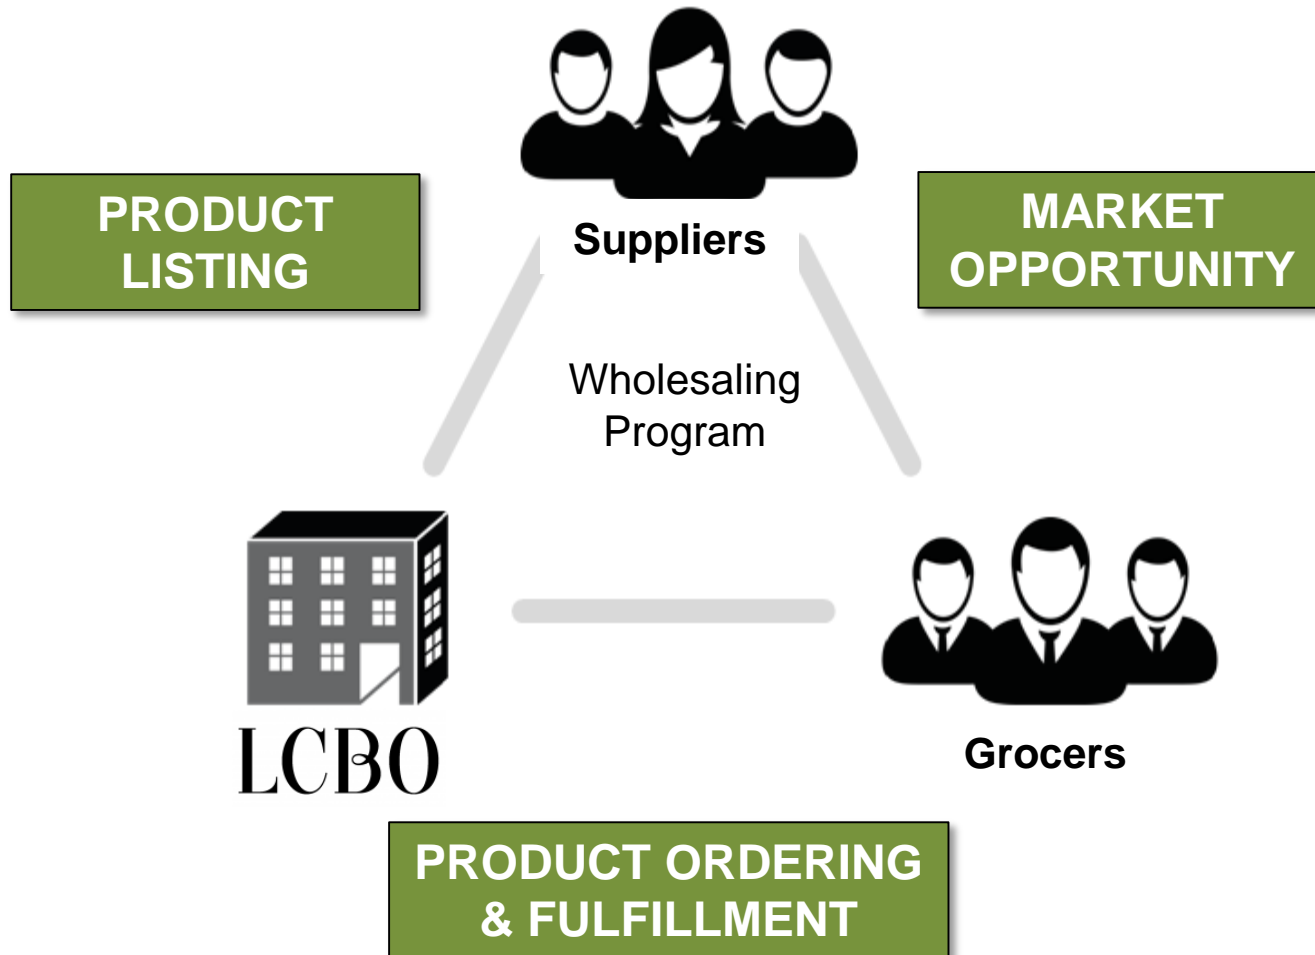 Suppliers
PRODUCT
LISTING
MARKET
OPPORTUNITY
Wholesaling
Program
LCBO
Grocers
PRODUCT ORDERING
& FULFILLMENT